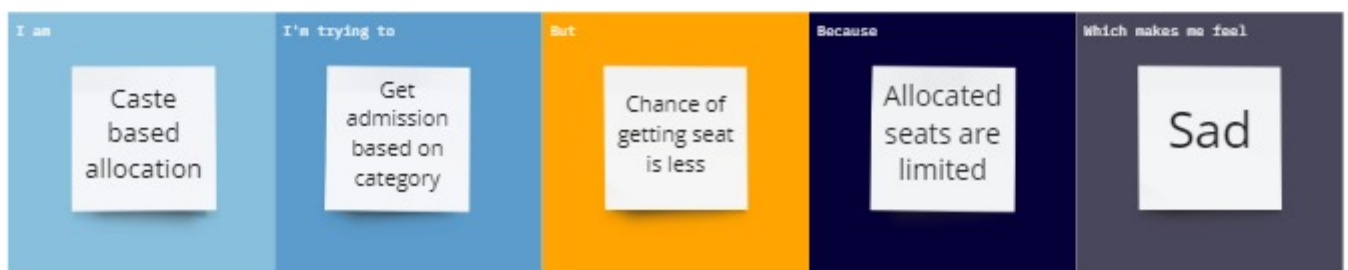 I am
Caste
based
allocation
I'm trying to
Get
admission
based on
category
But
Chance of
getting seat
is less
Because
Allocated
seats are
limited
Which makes me feel
Sad